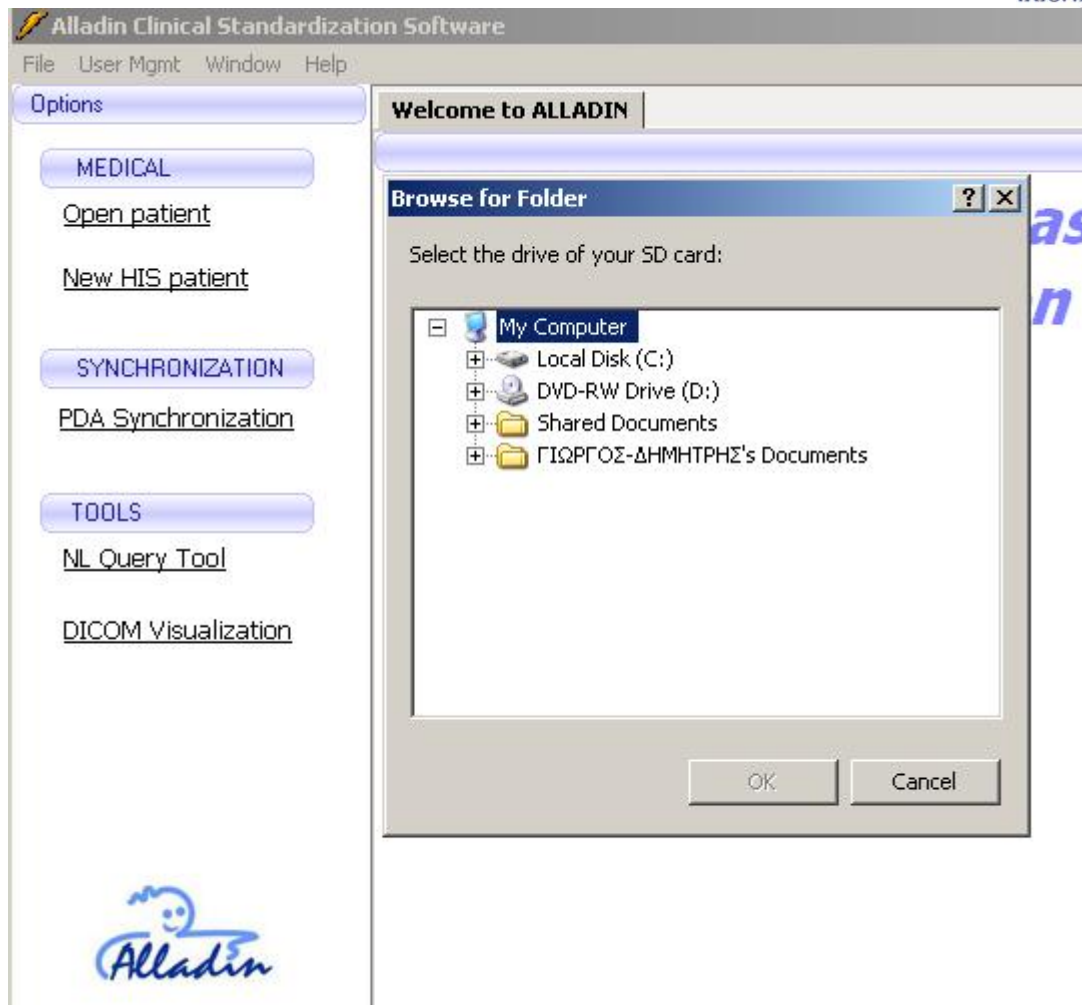 Alladin Clinical Standardization Software
File User Mgmt Window Help
Options
MEDICAL
Open patient
New HIS patient
SYNCHRONIZATION
PDA Synchronization
TOOLS
NL Query Tool
DICOM Visualization
Alladin
Welcome to ALLADIN
Browse for Folder
Select the drive of your SD card:
My Computer
Local Disk (C:)
DVD-RW Drive (D:)
Shared Documents
ΓΙΩΡΓΟΣ-ΔΗΜΗΤΡΗΣ's Documents
OK Cancel
as
n